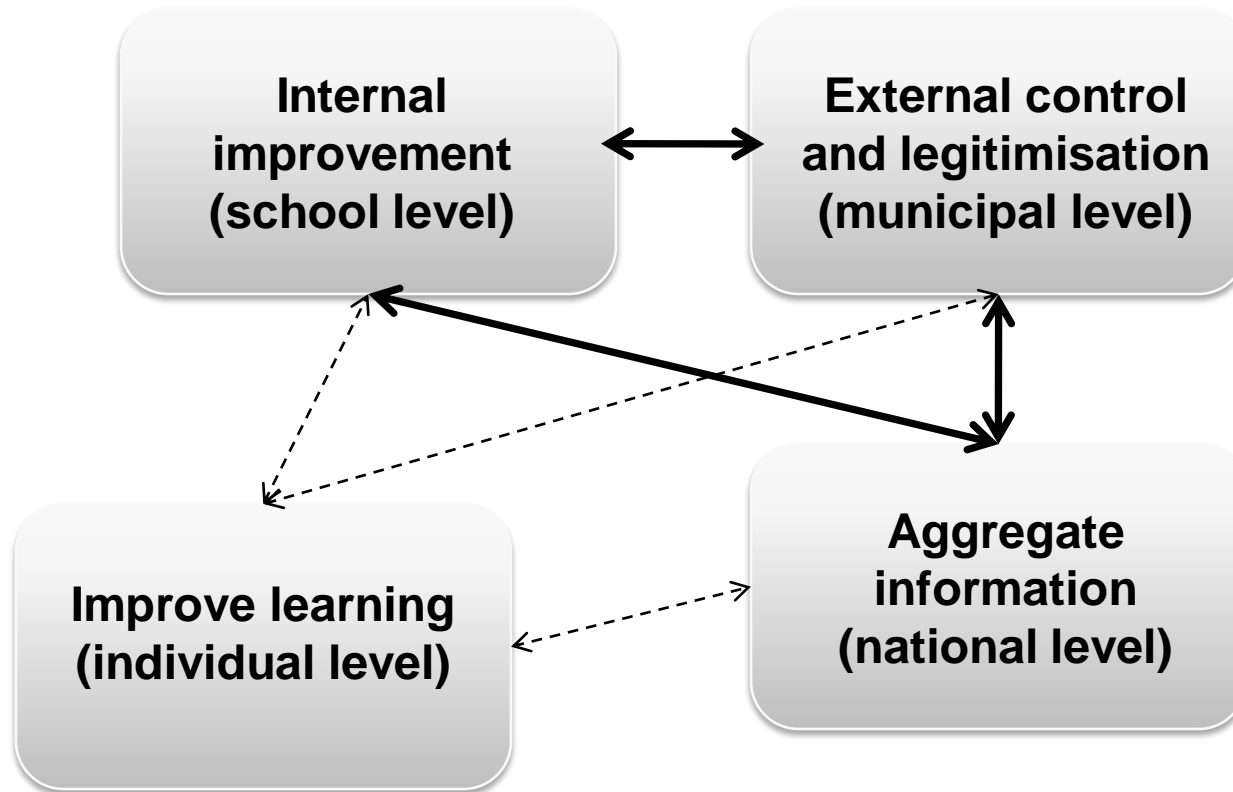 Internal
improvement
(school level)
External control
and legitimisation
(municipal level)
Improve learning
(individual level)
Aggregate
information
(national level)